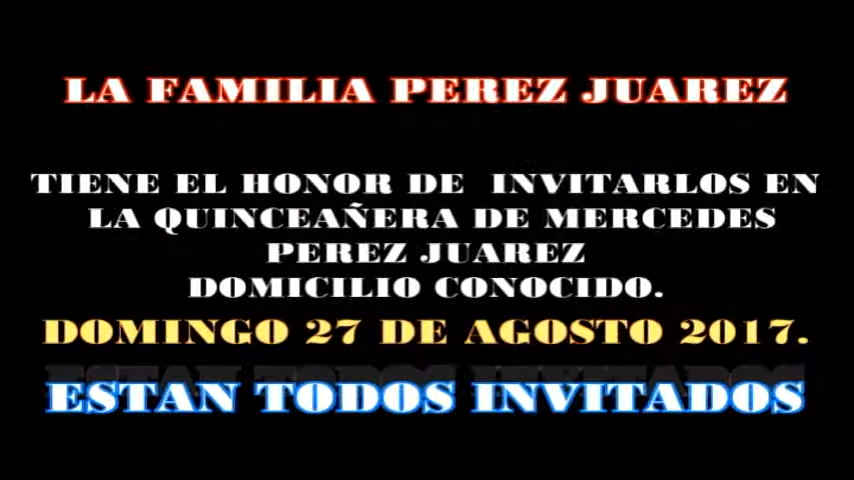 LA FAMILIA PEREZ JUAREZ
TIENE EL HONOR DE INVITARLOS EN
LA QUINCEAÑERA DE MERCEDES
PEREZ JUAREZ
DOMICILIO CONOCIDO.
DOMINGO 27 DE AGOSTO 2017.
ESTAN TODOS INVITADOS